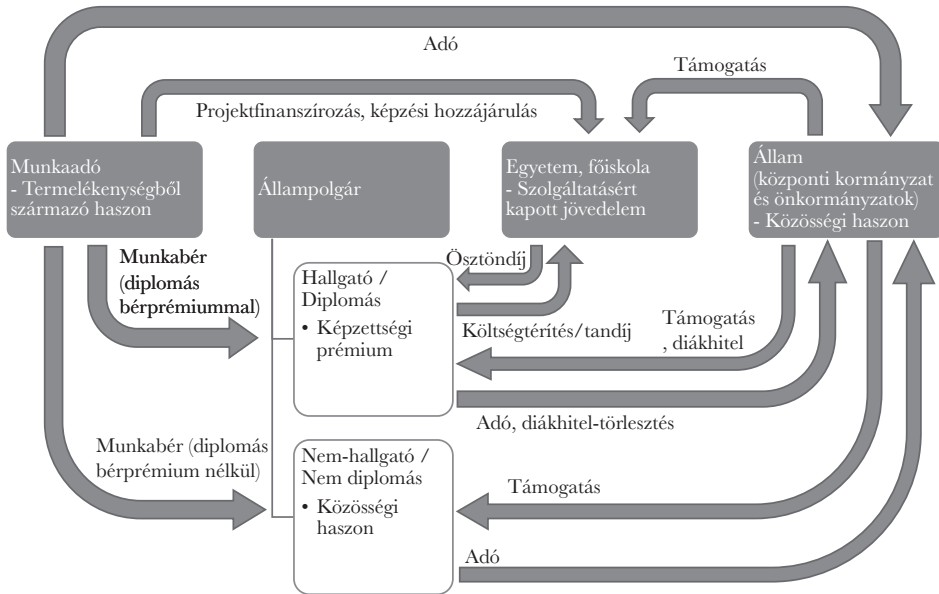 Adó
Támogatás
Projektfinanszírozás, képzési hozzájárulás
Munkaadó
- Termelékenységből
származó haszon
Állampolgár
Egyetem, főiskola
- Szolgáltatásért
kapott jövedelem
Állam
(központi kormányzat
és önkormányzatok)
- Közösségi haszon
Munkabér
(diplomás
bérprémiummal)
Ösztöndíj
Hallgató /
Diplomás
• Képzettségi
prémium
Költségtérítés/tandíj
Támogatás
, diákhitel
Adó, diákhitel-törlesztés
Munkabér (diplomás
bérprémium nélkül)
Nem-hallgató /
Nem diplomás
• Közösségi
haszon
Támogatás
Adó